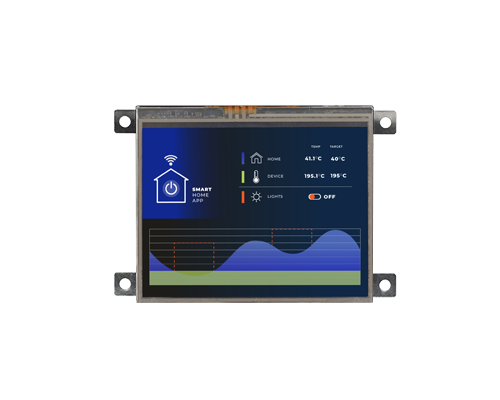 TEMP TARGET
HOME 41.1°C 40°C
DEVICE 195.1°C 195°C
LIGHTS OFF
SMART
HOME
APP